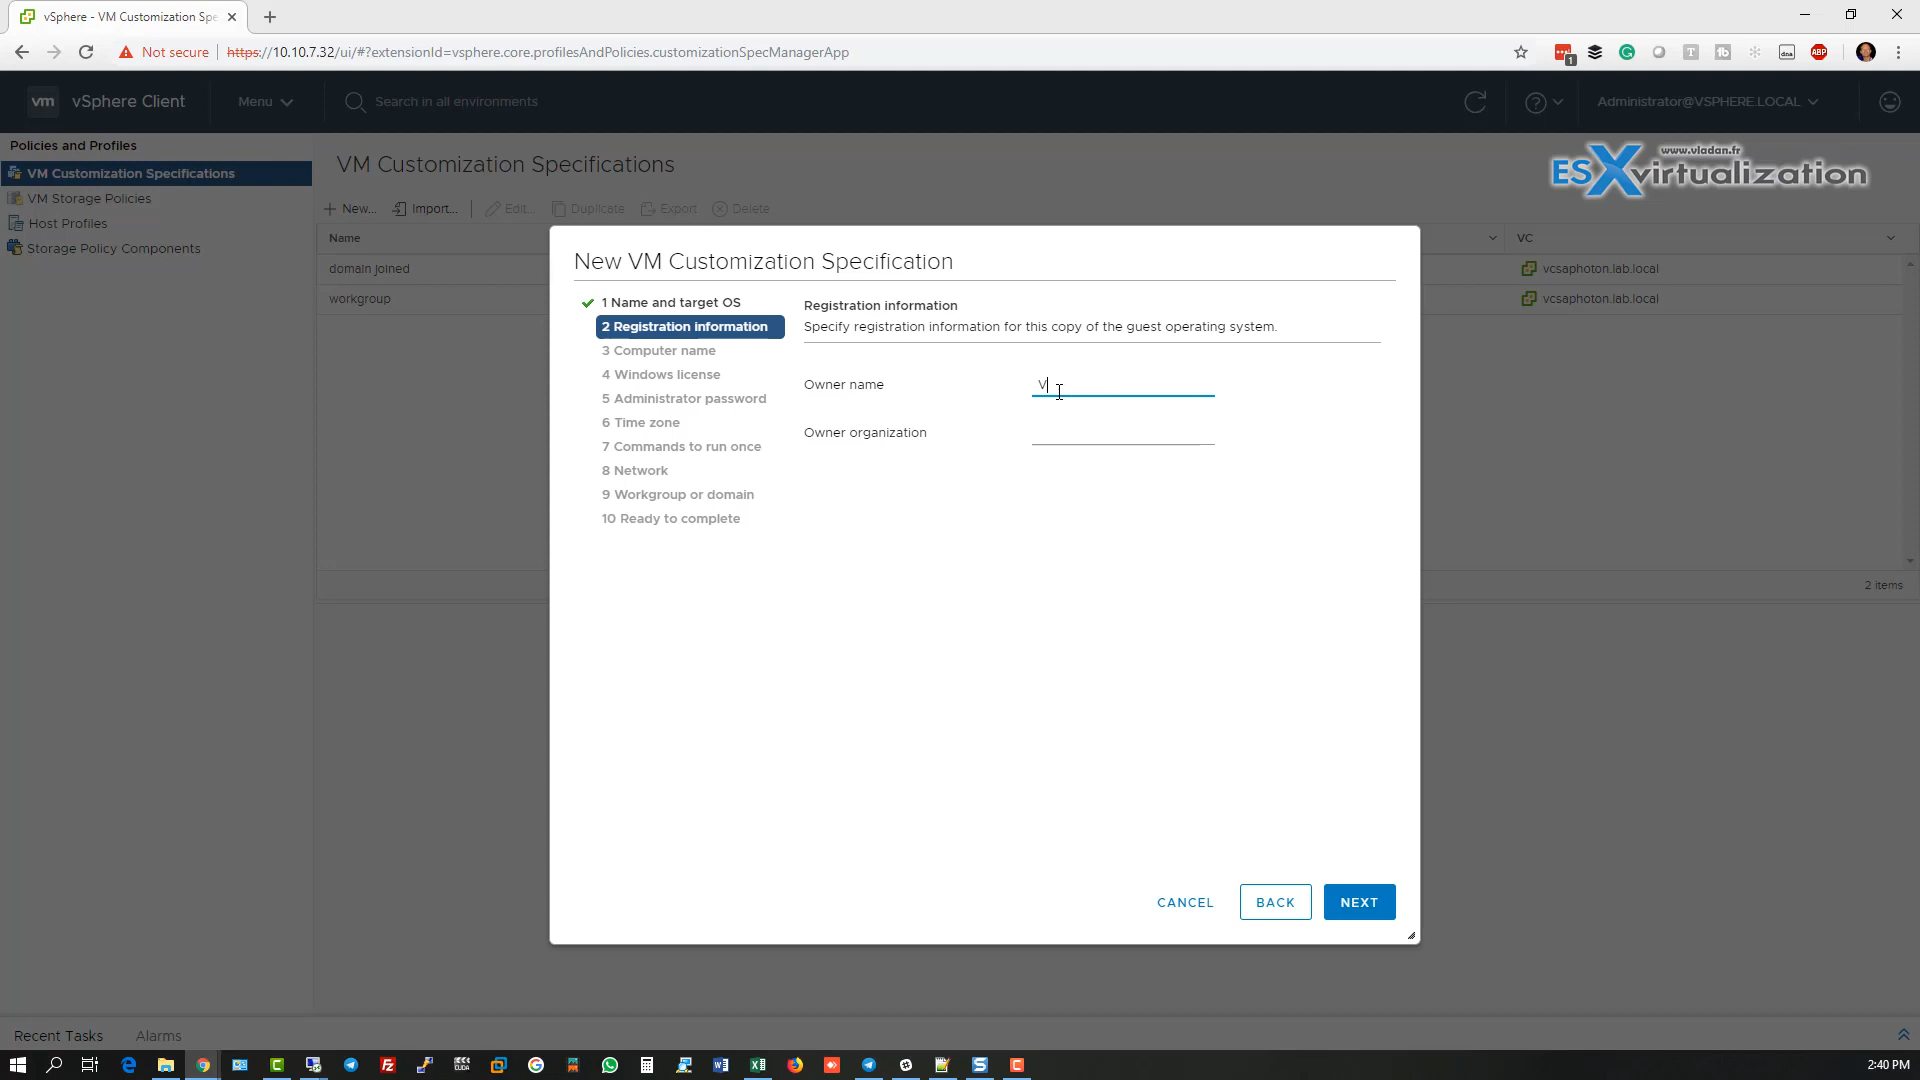 vSphere - VM Customization Spe
Not secure
https://10.10.7.32/ui/#?extensionId=vsphere.core.profilesAndPolicies.customizationSpecManagerApp
1
T
tb
dna
ABP
vm
vSphere Client
Menu
Search in all environments
Administrator@VSPHERE.LOCAL
Policies and Profiles
VM Customization Specifications
VM Storage Policies
Host Profiles
Storage Policy Components
VM Customization Specifications
www.vladan.fr
ESXvirtualization
New...
Import...
Edit...
Duplicate
Export
Delete
Name
VC
domain joined
vcsaphoton.lab.local
workgroup
vcsaphoton.lab.local
2 items
New VM Customization Specification
1 Name and target OS
2 Registration information
3 Computer name
4 Windows license
5 Administrator password
6 Time zone
7 Commands to run once
8 Network
9 Workgroup or domain
10 Ready to complete
Registration information
Specify registration information for this copy of the guest operating system.
Owner name
V
Owner organization
CANCEL
BACK
NEXT
Recent Tasks
Alarms
2:40 PM